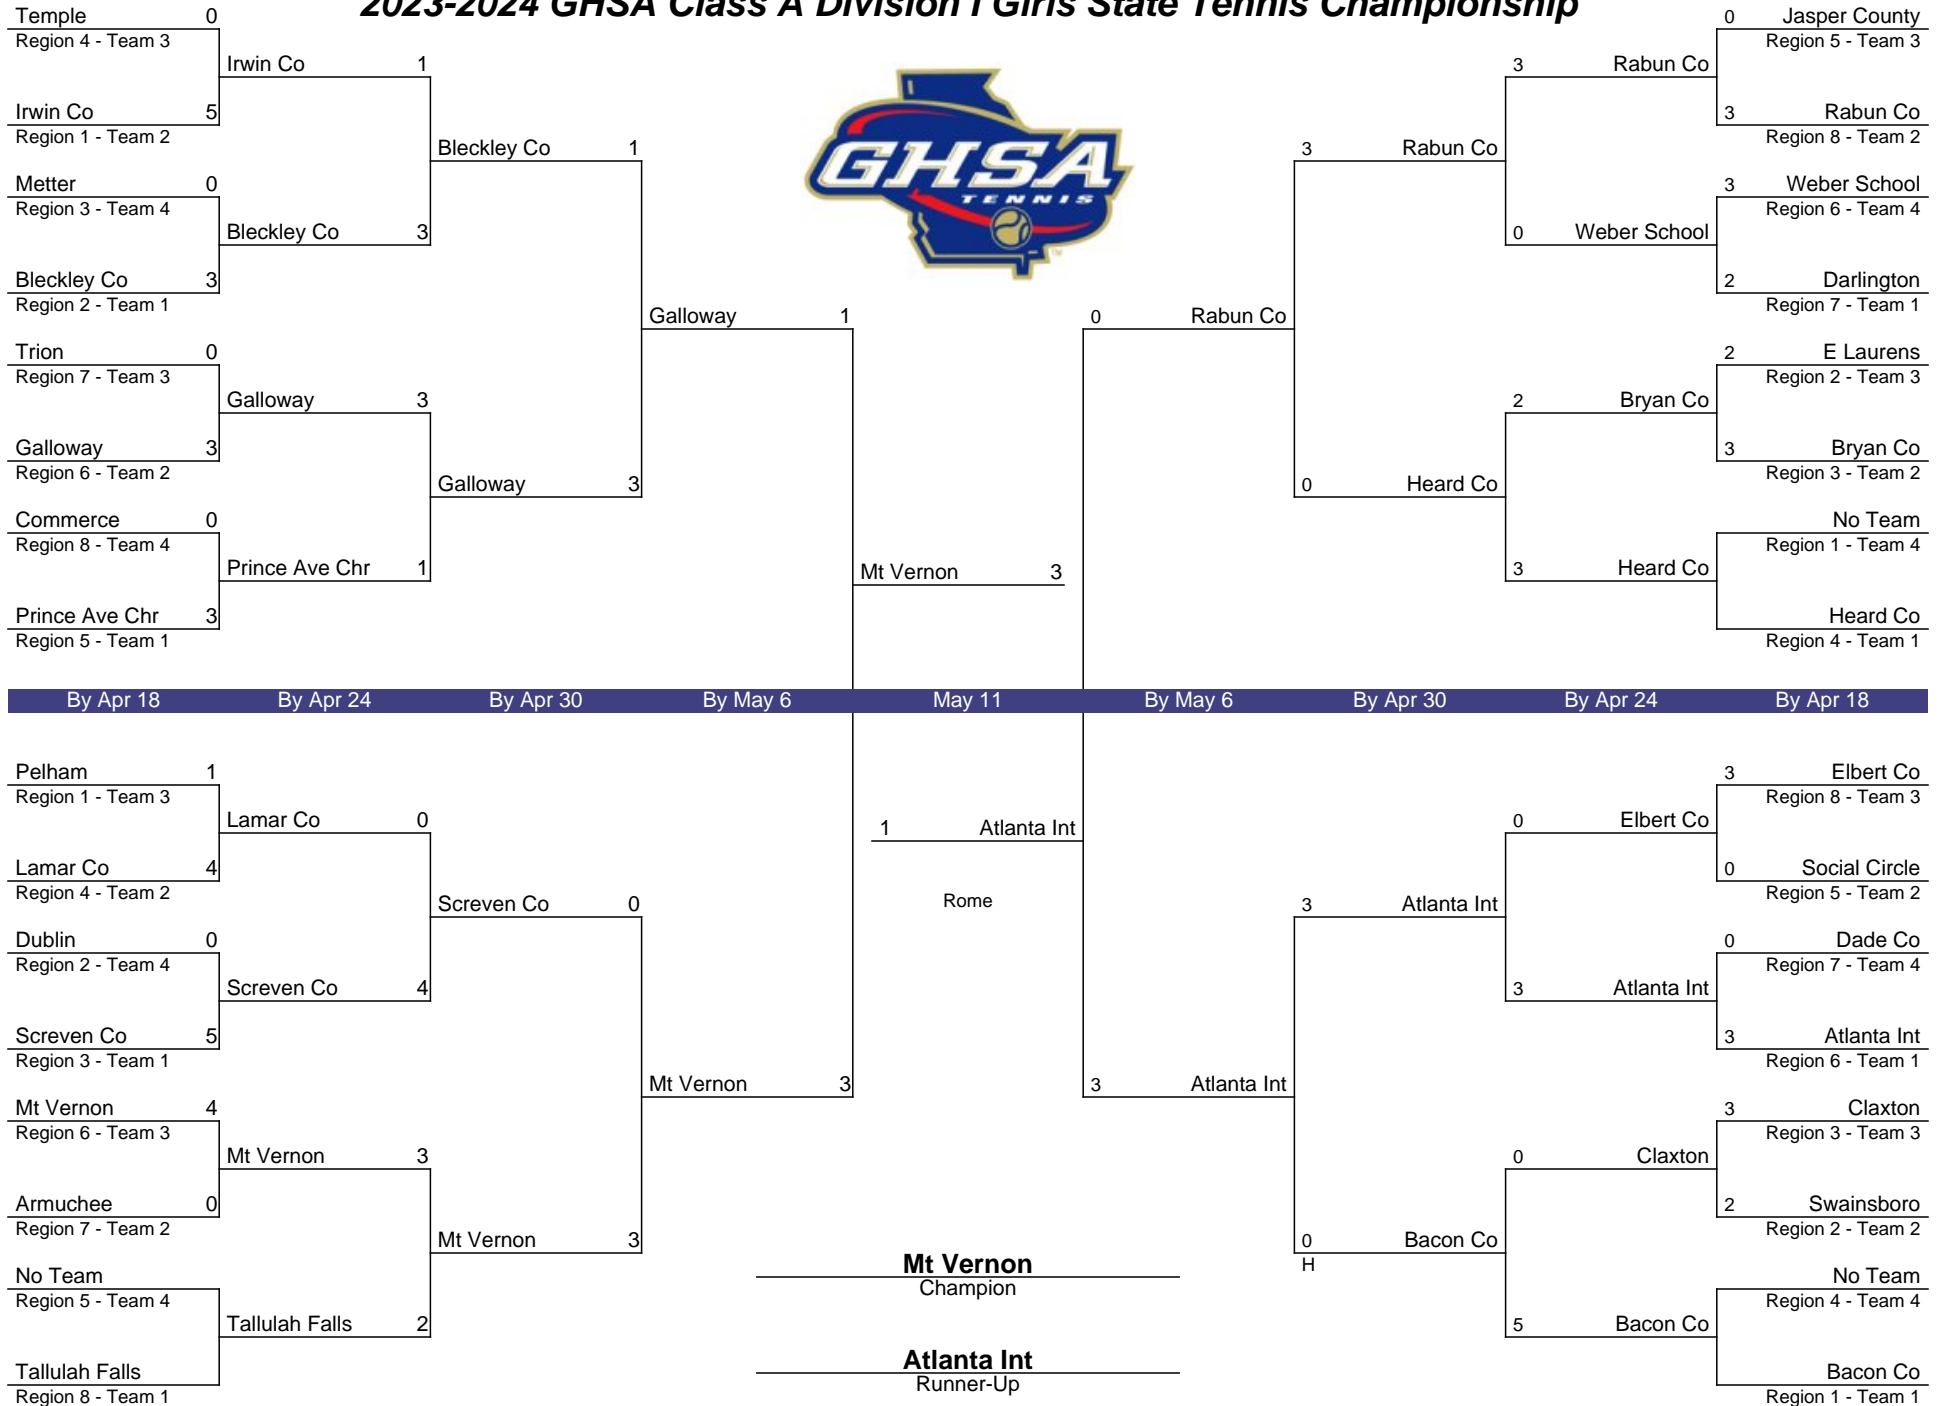 2023-2024 GHSA Class A Division I Girls State Tennis Championship
Temple 0
Region 4 - Team 3
Irwin Co 1
Irwin Co 5
Region 1 - Team 2
Bleckley Co 1
Metter 0
Region 3 - Team 4
Bleckley Co 3
Bleckley Co 3
Region 2 - Team 1
Galloway 1
Trion 0
Region 7 - Team 3
Galloway 3
Galloway 3
Region 6 - Team 2
Galloway 3
Commerce 0
Region 8 - Team 4
Prince Ave Chr 1
Prince Ave Chr 3
Region 5 - Team 1
GHSA
TENNIS
TM
Mt Vernon 3
0 Jasper County
Region 5 - Team 3
3 Rabun Co
3 Rabun Co
Region 8 - Team 2
3 Rabun Co
3 Weber School
Region 6 - Team 4
0 Weber School
2 Darlington
Region 7 - Team 1
0 Rabun Co
2 E Laurens
Region 2 - Team 3
2 Bryan Co
3 Bryan Co
Region 3 - Team 2
0 Heard Co
No Team
Region 1 - Team 4
3 Heard Co
Heard Co
Region 4 - Team 1
By Apr 18 By Apr 24 By Apr 30 By May 6 May 11 By May 6 By Apr 30 By Apr 24 By Apr 18
Pelham 1
Region 1 - Team 3
Lamar Co 0
Lamar Co 4
Region 4 - Team 2
Screven Co 0
Dublin 0
Region 2 - Team 4
Screven Co 4
Screven Co 5
Region 3 - Team 1
Mt Vernon 3
Mt Vernon 4
Region 6 - Team 3
Mt Vernon 3
Armuchee 0
Region 7 - Team 2
Mt Vernon 3
No Team
Region 5 - Team 4
Tallulah Falls 2
Tallulah Falls
Region 8 - Team 1
1 Atlanta Int
Rome
Mt Vernon
Champion
Atlanta Int
Runner-Up
3 Elbert Co
Region 8 - Team 3
0 Elbert Co
0 Social Circle
Region 5 - Team 2
3 Atlanta Int
0 Dade Co
Region 7 - Team 4
3 Atlanta Int
3 Atlanta Int
Region 6 - Team 1
3 Atlanta Int
3 Claxton
Region 3 - Team 3
0 Claxton
2 Swainsboro
Region 2 - Team 2
0 Bacon Co
H
No Team
Region 4 - Team 4
5 Bacon Co
Bacon Co
Region 1 - Team 1